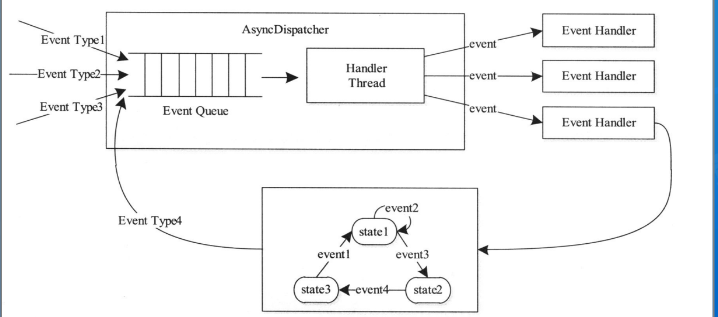 AsyncDispatcher
Event Type1
Event Type2
Event Type3
Event Queue
Handler
Thread
event
event
event
Event Handler
Event Handler
Event Handler
Event Type4
event2
state1
event1
event3
state3
event4
state2